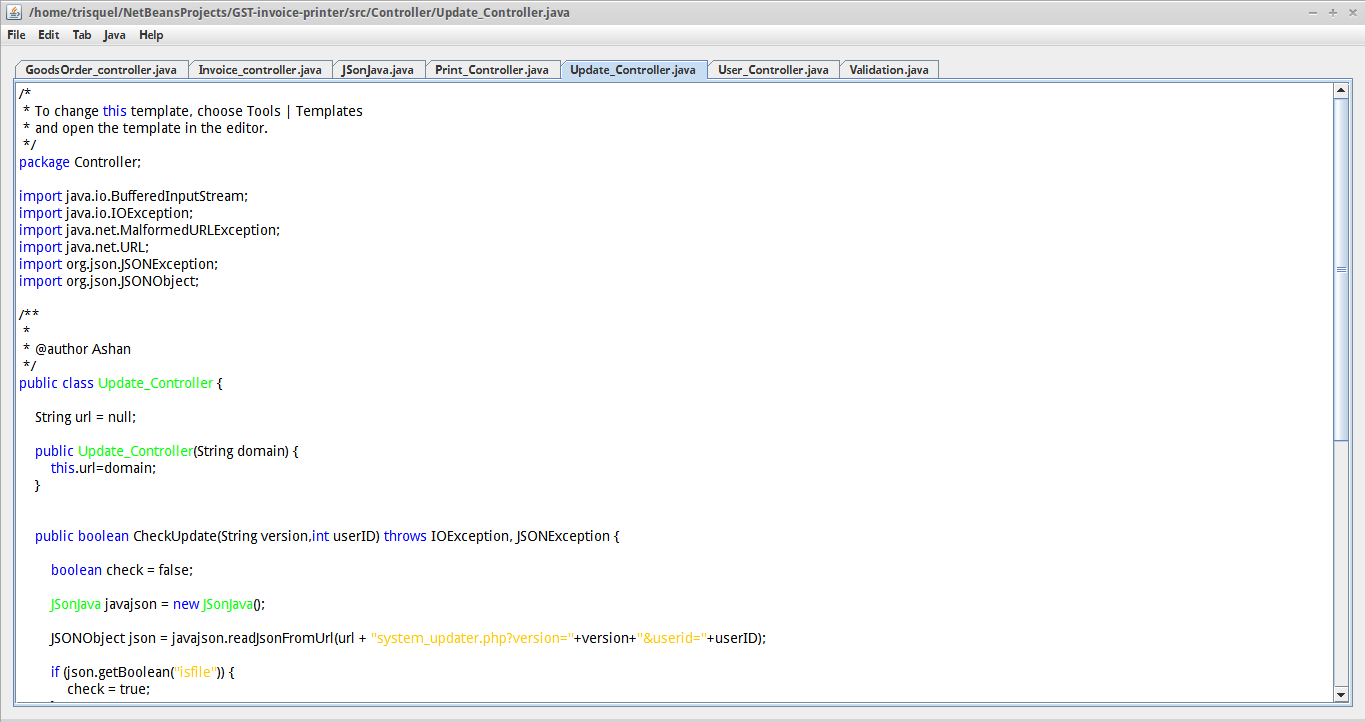 /home/trisquel/NetBeansProjects/GST-invoice-printer/src/Controller/Update_Controller.java
File Edit Tab Java Help
GoodsOrder_controller.java Invoice_controller.java JSonJava.java Print_Controller.java Update_Controller.java User_Controller.java Validation.java
/*
 * To change this template, choose Tools | Templates
 * and open the template in the editor.
 */
package Controller;

import java.io.BufferedInputStream;
import java.io.IOException;
import java.net.MalformedURLException;
import java.net.URL;
import org.json.JSONException;
import org.json.JSONObject;

/**
 *
 * @author Ashan
 */
public class Update_Controller {

    String url = null;

    public Update_Controller(String domain) {
        this.url=domain;
    }


    public boolean CheckUpdate(String version,int userID) throws IOException, JSONException {

        boolean check = false;

        JSonJava javajson = new JSonJava();

        JSONObject json = javajson.readJsonFromUrl(url + "system_updater.php?version="+version+"&userid="+userID);

        if (json.getBoolean("isfile")) {
            check = true;